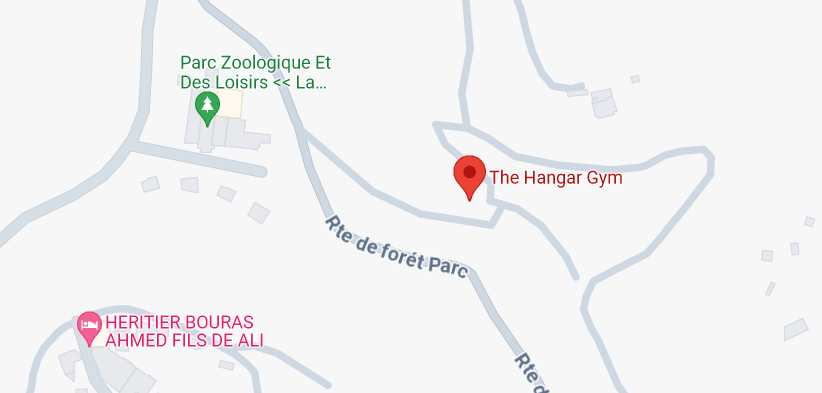 Parc Zoologique Et
Des Loisirs << La...
The Hangar Gym
Rte de forét Parc
HERITIER BOURAS
AHMED FILS DE ALI
Rte d